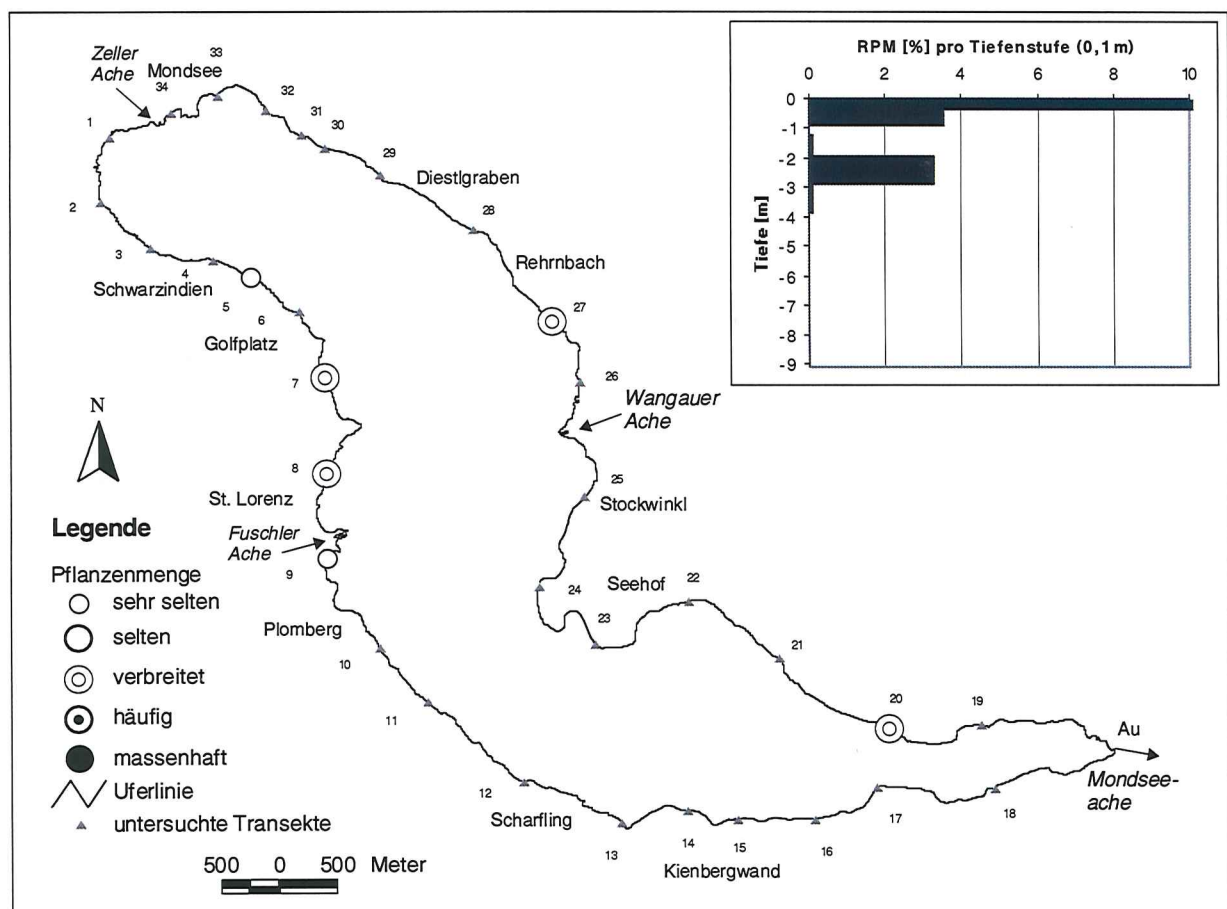 33
Zeller
Ache
Mondsee
34
32
31
30
1
29
Diestlgraben
2
28
3
Rehrnbach
4
Schwarzindien
5
6
27
Golfplatz
7
26
N
Wangauer
Ache
8
25
St. Lorenz
Stockwinkl
Fuschler
Ache
9
24
Seehof
22
23
Plomberg
10
21
11
20
19
Au
Mondsee-
ache
12
Scharfling
17
18
13
14
15
16
Kienbergwand
Legende
Pflanzenmenge
sehr selten
selten
verbreitet
häufig
massenhaft
Uferlinie
untersuchte Transekte
500 0 500 Meter
RPM [%] pro Tiefenstufe (0,1 m)
0 2 4 6 8 10
Tiefe [m]
0
-1
-2
-3
-4
-5
-6
-7
-8
-9